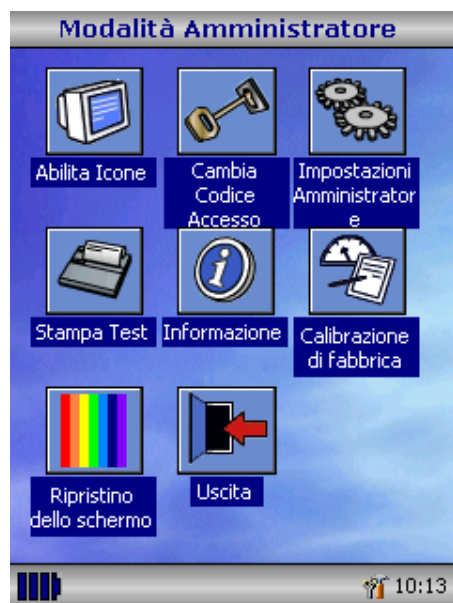 Modalità Amministratore
Abilita Icone
Cambia
Codice
Accesso
Impostazioni
Amministrator
e
Stampa Test
Informazione
Calibrazione
di fabbrica
Ripristino
dello schermo
Uscita
10:13